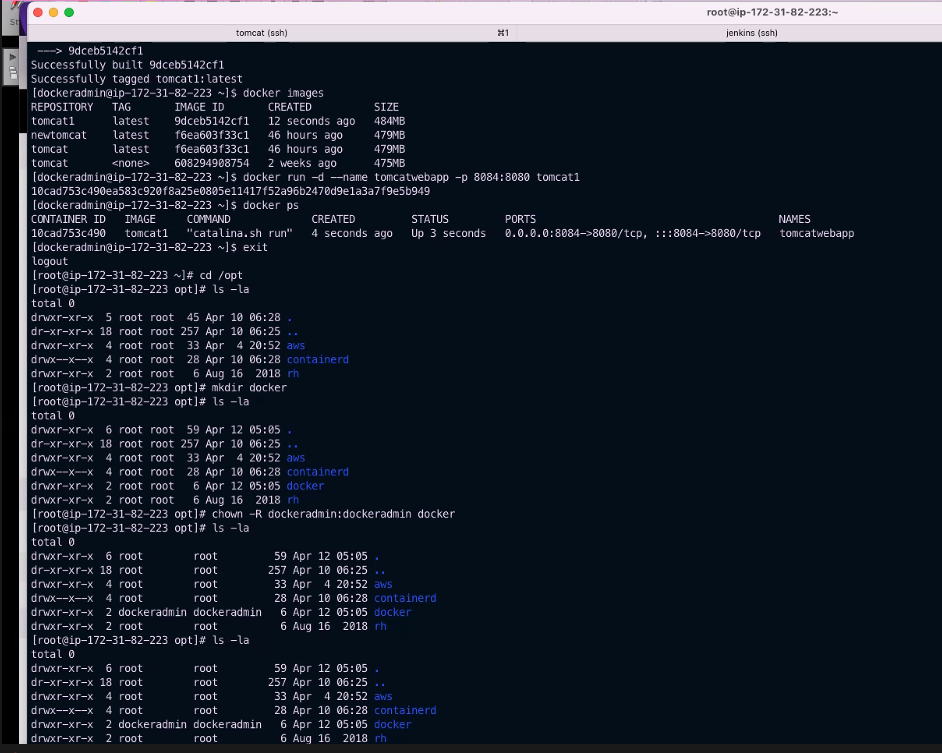 root@ip-172-31-82-223:~
tomcat (ssh) ⌘1 jenkins (ssh)
St
---> 9dceb5142cf1
Successfully built 9dceb5142cf1
Successfully tagged tomcat1:latest
[dockeradmin@ip-172-31-82-223 ~]$ docker images
REPOSITORY TAG IMAGE ID CREATED SIZE
tomcat1 latest 9dceb5142cf1 12 seconds ago 484MB
newtomcat latest f6ea603f33c1 46 hours ago 479MB
tomcat latest f6ea603f33c1 46 hours ago 479MB
tomcat <none> 608294908754 2 weeks ago 475MB
[dockeradmin@ip-172-31-82-223 ~]$ docker run -d --name tomcatwebapp -p 8084:8080 tomcat1
10cad753c490ea583c920f8a25e0805e11417f52a96b2470d9e1a3a7f9e5b949
[dockeradmin@ip-172-31-82-223 ~]$ docker ps
CONTAINER ID IMAGE COMMAND CREATED STATUS PORTS NAMES
10cad753c490 tomcat1 "catalina.sh run" 4 seconds ago Up 3 seconds 0.0.0.0:8084->8080/tcp, :::8084->8080/tcp tomcatwebapp
[dockeradmin@ip-172-31-82-223 ~]$ exit
logout
[root@ip-172-31-82-223 ~]# cd /opt
[root@ip-172-31-82-223 opt]# ls -la
total 0
drwxr-xr-x 5 root root 45 Apr 10 06:28 .
dr-xr-xr-x 18 root root 257 Apr 10 06:25 ..
drwxr-xr-x 4 root root 33 Apr 4 20:52 aws
drwx--x--x 4 root root 28 Apr 10 06:28 containerd
drwxr-xr-x 2 root root 6 Aug 16 2018 rh
[root@ip-172-31-82-223 opt]# mkdir docker
[root@ip-172-31-82-223 opt]# ls -la
total 0
drwxr-xr-x 6 root root 59 Apr 12 05:05 .
dr-xr-xr-x 18 root root 257 Apr 10 06:25 ..
drwxr-xr-x 4 root root 33 Apr 4 20:52 aws
drwx--x--x 4 root root 28 Apr 10 06:28 containerd
drwxr-xr-x 2 root root 6 Apr 12 05:05 docker
drwxr-xr-x 2 root root 6 Aug 16 2018 rh
[root@ip-172-31-82-223 opt]# chown -R dockeradmin:dockeradmin docker
[root@ip-172-31-82-223 opt]# ls -la
total 0
drwxr-xr-x 6 root root 59 Apr 12 05:05 .
dr-xr-xr-x 18 root root 257 Apr 10 06:25 ..
drwxr-xr-x 4 root root 33 Apr 4 20:52 aws
drwx--x--x 4 root root 28 Apr 10 06:28 containerd
drwxr-xr-x 2 dockeradmin dockeradmin 6 Apr 12 05:05 docker
drwxr-xr-x 2 root root 6 Aug 16 2018 rh
[root@ip-172-31-82-223 opt]# ls -la
total 0
drwxr-xr-x 6 root root 59 Apr 12 05:05 .
dr-xr-xr-x 18 root root 257 Apr 10 06:25 ..
drwxr-xr-x 4 root root 33 Apr 4 20:52 aws
drwx--x--x 4 root root 28 Apr 10 06:28 containerd
drwxr-xr-x 2 dockeradmin dockeradmin 6 Apr 12 05:05 docker
drwxr-xr-x 2 root root 6 Aug 16 2018 rh